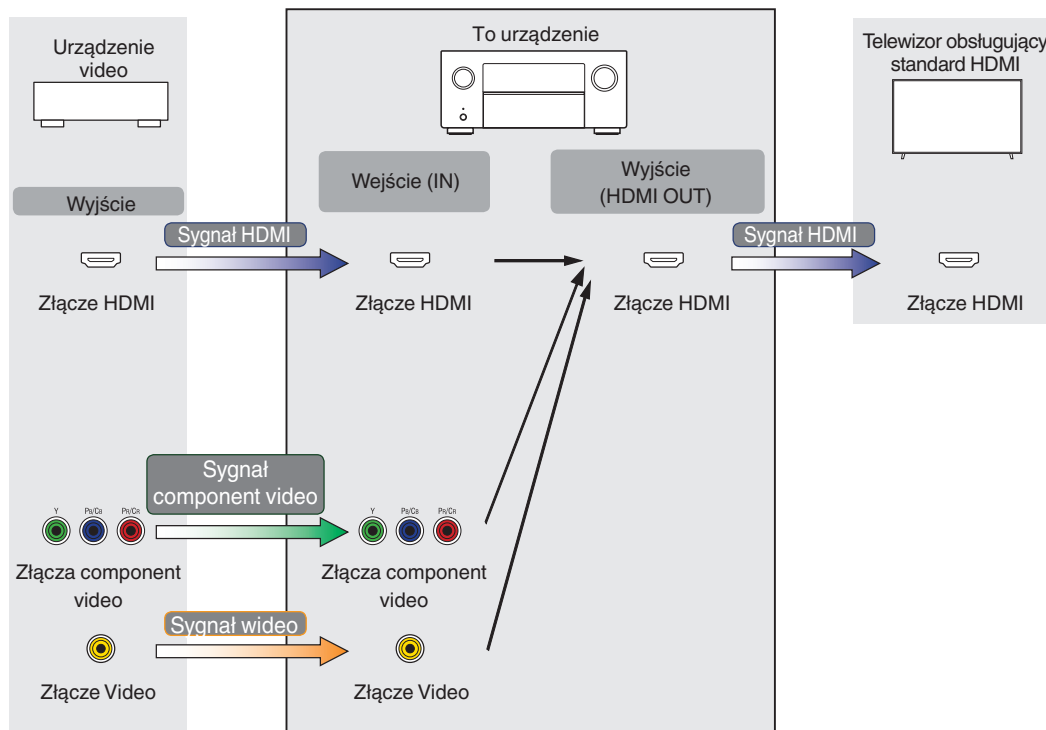 Urządzenie
video
To urządzenie
Telewizor obsługujący
standard HDMI
Wyjście
Wejście (IN)
Wyjście
(HDMI OUT)
Sygnał HDMI
Sygnał HDMI
Złącze HDMI
Złącze HDMI
Złącze HDMI
Złącze HDMI
Sygnał
component video
Y PB/CB PR/CR
Y PB/CB PR/CR
Złącza component
video
Złącza component
video
Sygnał wideo
Złącze Video
Złącze Video